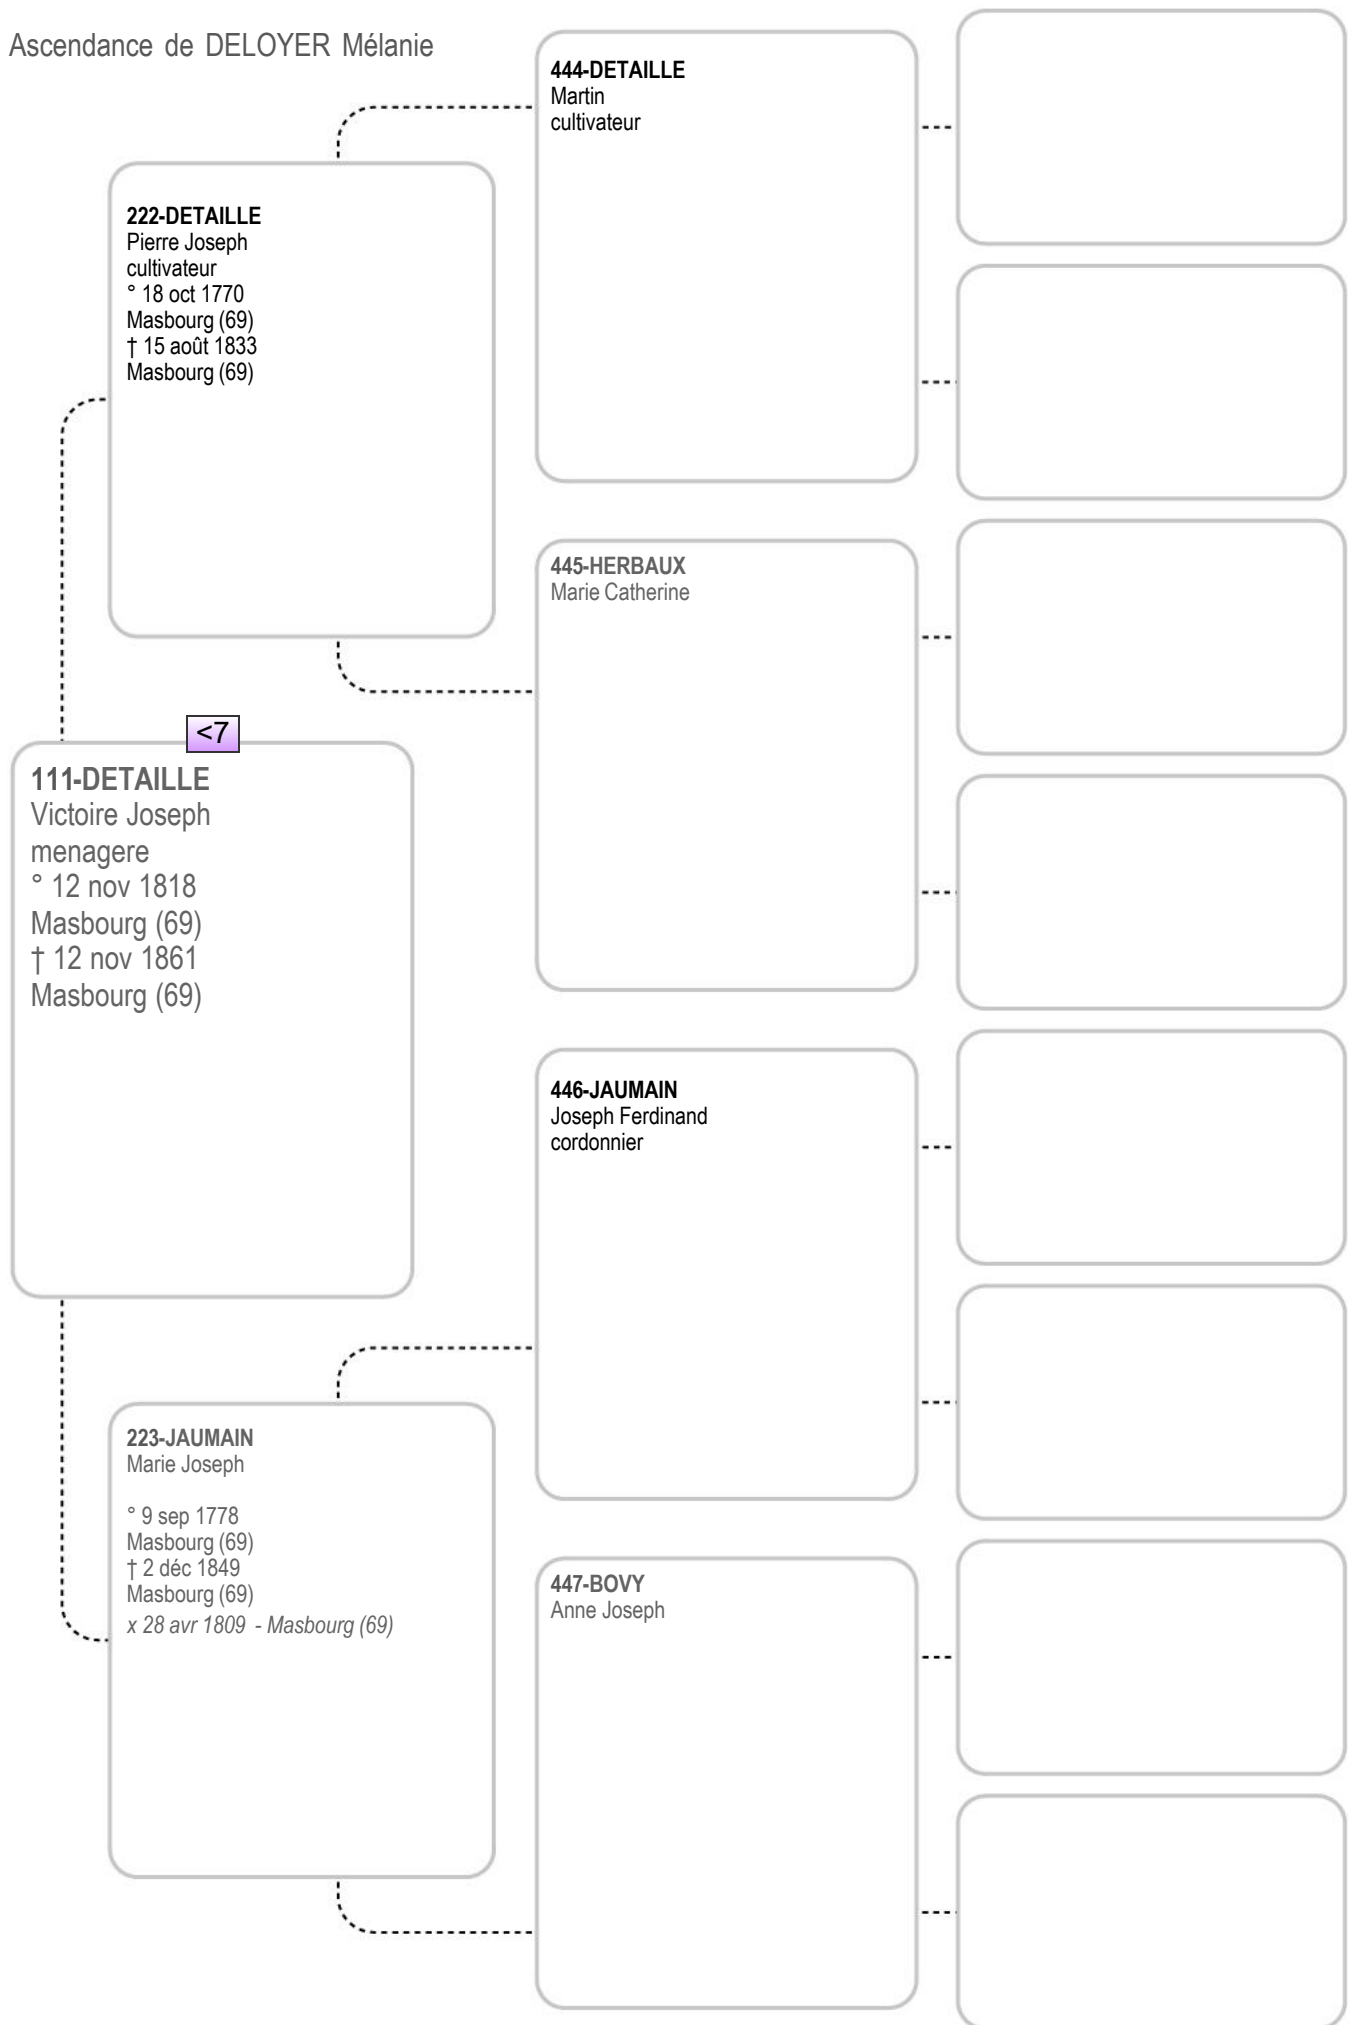 Ascendance de DELOYER Mélanie
444-DETAILLE
Martin
cultivateur
222-DETAILLE
Pierre Joseph
cultivateur
° 18 oct 1770
Masbourg (69)
† 15 août 1833
Masbourg (69)
445-HERBAUX
Marie Catherine
<7
111-DETAILLE
Victoire Joseph
menagere
° 12 nov 1818
Masbourg (69)
† 12 nov 1861
Masbourg (69)
446-JAUMAIN
Joseph Ferdinand
cordonnier
223-JAUMAIN
Marie Joseph
° 9 sep 1778
Masbourg (69)
† 2 déc 1849
Masbourg (69)
x 28 avr 1809 - Masbourg (69)
447-BOVY
Anne Joseph